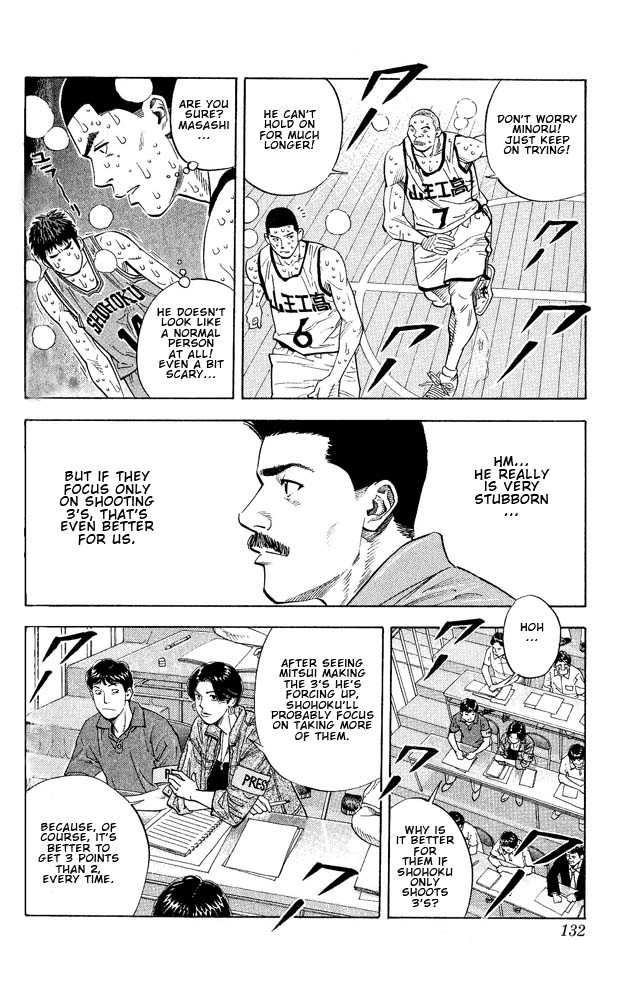 DON'T WORRY
MINORU!
JUST KEEP
ON TRYING!
HE CAN'T
HOLD ON
FOR MUCH
LONGER!
山王工高
7
山王工高
6
ARE YOU
SURE?
MASASHI
...
SHOHOKU
14
HE DOESN'T
LOOK LIKE
A NORMAL
PERSON
AT ALL!
EVEN A BIT
SCARY...
HM...
HE REALLY
IS VERY
STUBBORN
...
BUT IF THEY
FOCUS ONLY
ON SHOOTING
3'S, THAT'S
EVEN BETTER
FOR US.
HOH
...
WHY IS
IT BETTER
FOR
THEM IF
SHOHOKU
ONLY
SHOOTS
3'S?
AFTER SEEING
MITSUI MAKING
THE 3'S HE'S
FORCING UP,
SHOHOKU'LL
PROBABLY FOCUS
ON TAKING MORE
OF THEM.
PRESS
BECAUSE, OF
COURSE, IT'S
BETTER TO
GET 3 POINTS
THAN 2,
EVERY TIME.
132